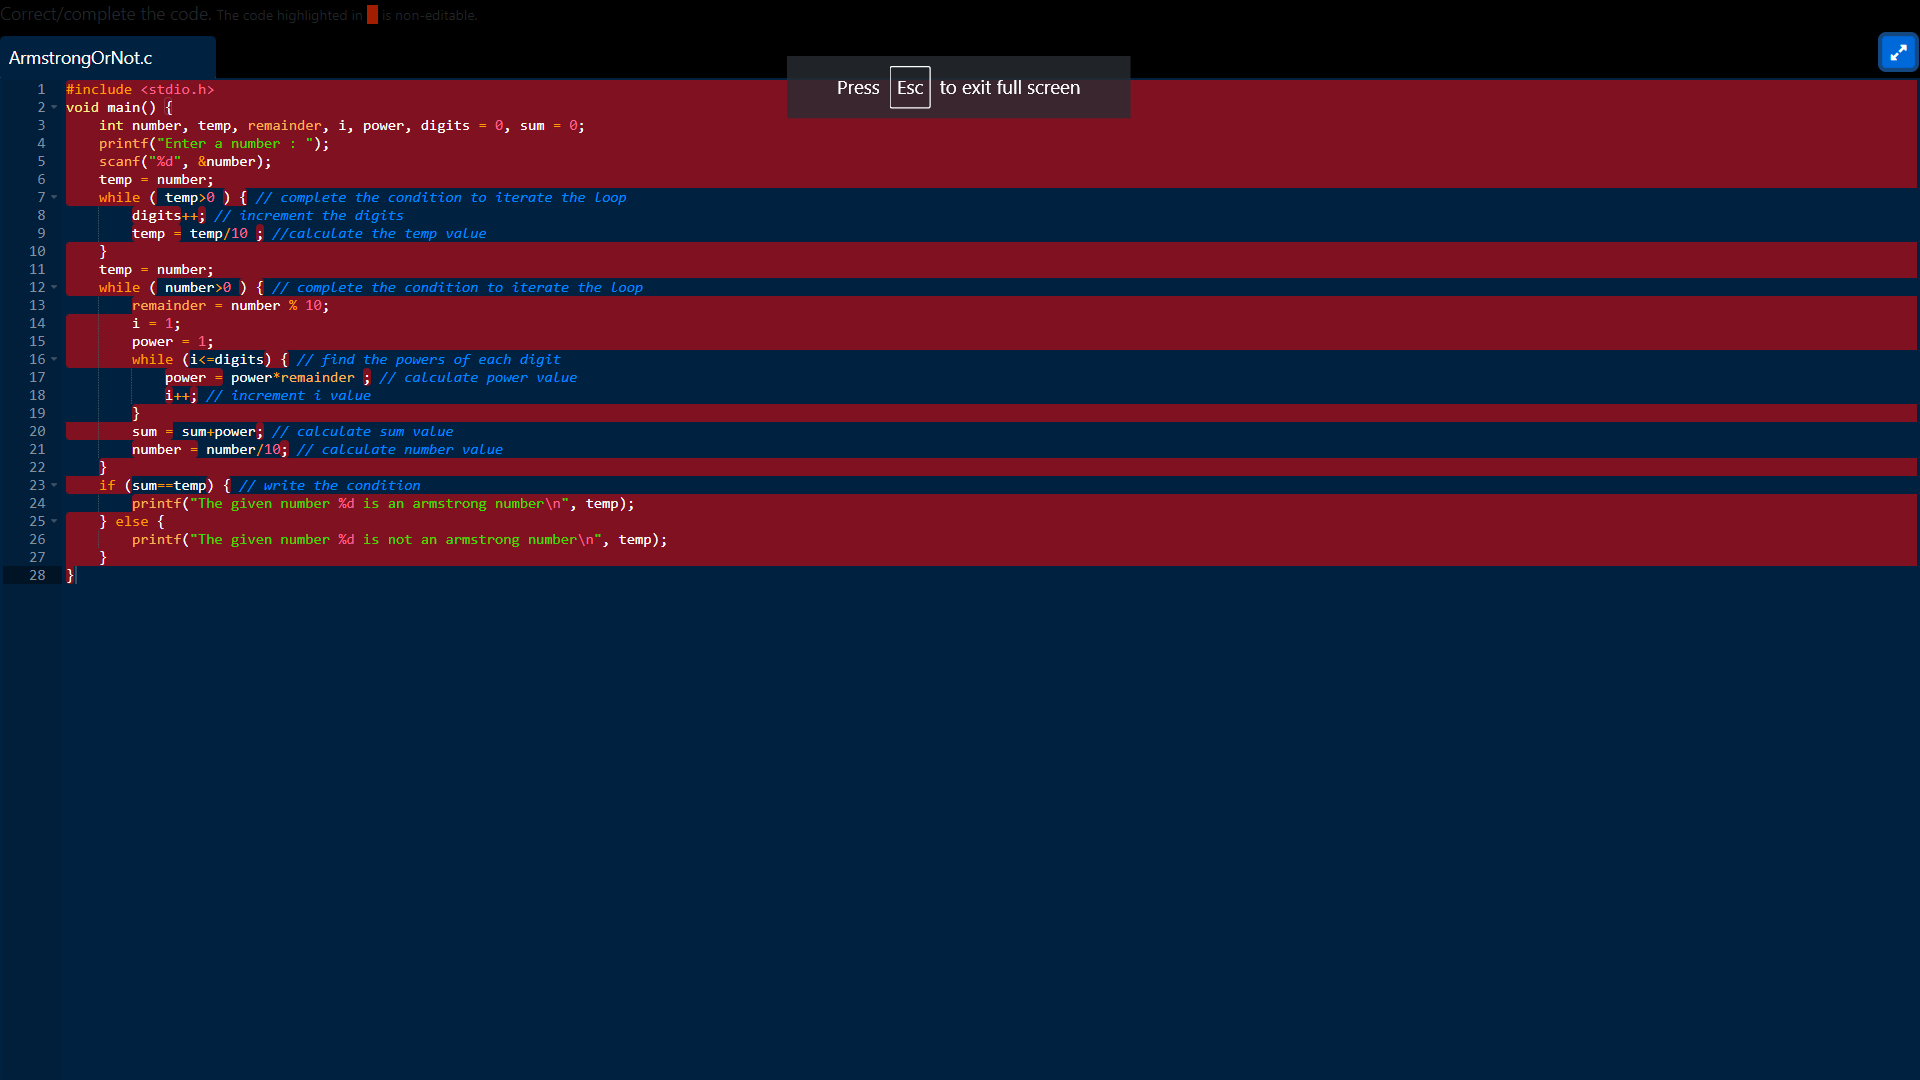 Correct/complete the code. The code highlighted in is non-editable.
ArmstrongOrNot.c
Press Esc to exit full screen
1 #include <stdio.h>
2 void main() {
3 int number, temp, remainder, i, power, digits = 0, sum = 0;
4 printf("Enter a number : ");
5 scanf("%d", &number);
6 temp = number;
7 while ( temp>0 ) { // complete the condition to iterate the loop
8 digits++; // increment the digits
9 temp = temp/10 ; //calculate the temp value
10 }
11 temp = number;
12 while ( number>0 ) { // complete the condition to iterate the loop
13 remainder = number % 10;
14 i = 1;
15 power = 1;
16 while (i<=digits) { // find the powers of each digit
17 power = power*remainder ; // calculate power value
18 i++; // increment i value
19 }
20 sum = sum+power; // calculate sum value
21 number = number/10; // calculate number value
22 }
23 if (sum==temp) { // write the condition
24 printf("The given number %d is an armstrong number\n", temp);
25 } else {
26 printf("The given number %d is not an armstrong number\n", temp);
27 }
28 }